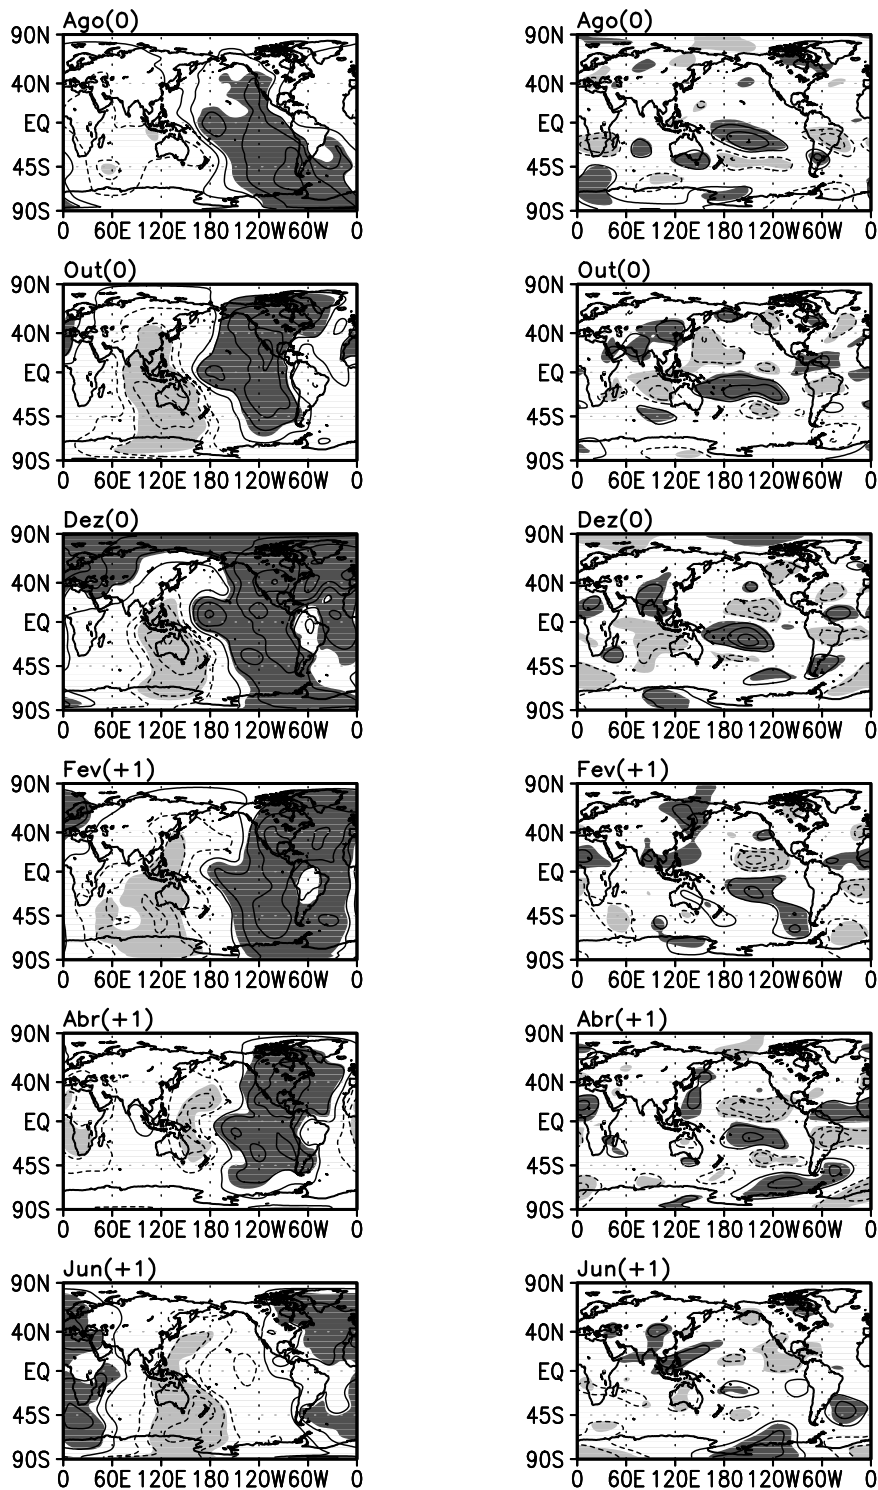 Ago(0) Ago(0)
90N 90N
40N 40N
EQ EQ
45S 45S
90S 90S
0 60E 120E 180 120W 60W 0 0 60E 120E 180 120W 60W 0
Out(0) Out(0)
90N 90N
40N 40N
EQ EQ
45S 45S
90S 90S
0 60E 120E 180 120W 60W 0 0 60E 120E 180 120W 60W 0
Dez(0) Dez(0)
90N 90N
40N 40N
EQ EQ
45S 45S
90S 90S
0 60E 120E 180 120W 60W 0 0 60E 120E 180 120W 60W 0
Fev(+1) Fev(+1)
90N 90N
40N 40N
EQ EQ
45S 45S
90S 90S
0 60E 120E 180 120W 60W 0 0 60E 120E 180 120W 60W 0
Abr(+1) Abr(+1)
90N 90N
40N 40N
EQ EQ
45S 45S
90S 90S
0 60E 120E 180 120W 60W 0 0 60E 120E 180 120W 60W 0
Jun(+1) Jun(+1)
90N 90N
40N 40N
EQ EQ
45S 45S
90S 90S
0 60E 120E 180 120W 60W 0 0 60E 120E 180 120W 60W 0